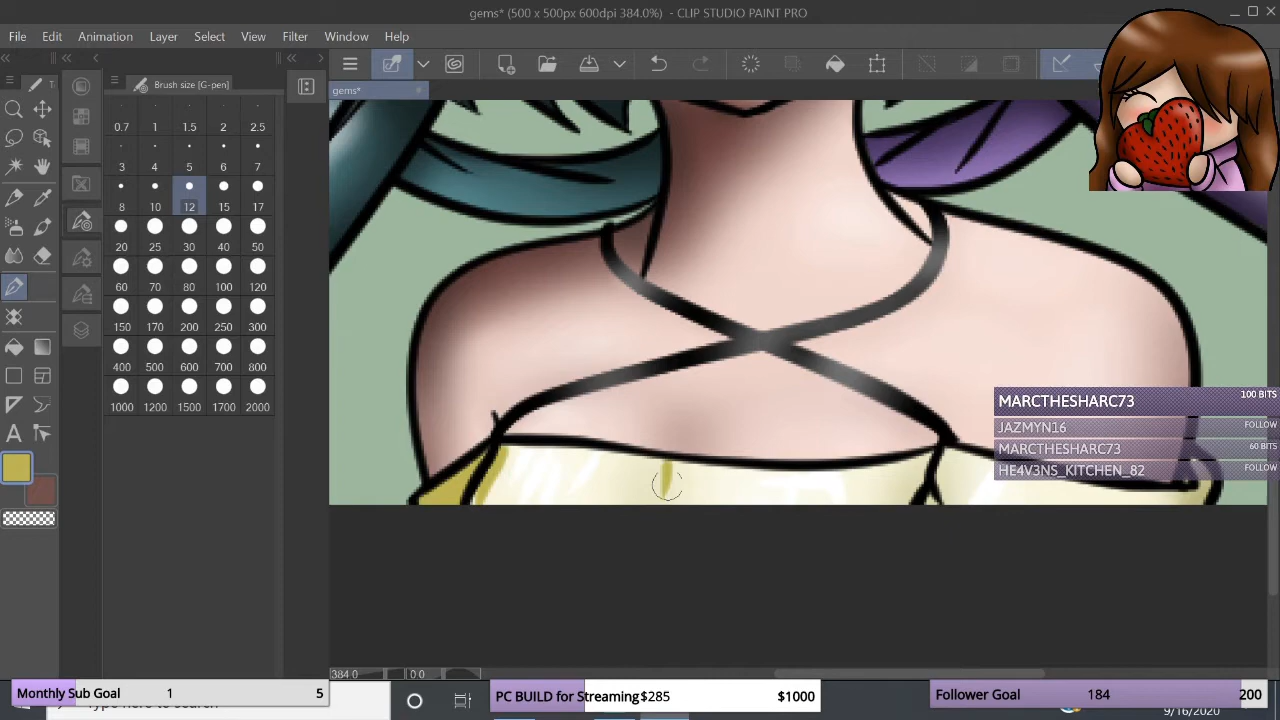 gems* (500 x 500px 600dpi 384.0%) - CLIP STUDIO PAINT PRO
File Edit Animation Layer Select View Filter Window Help
Brush size [G-pen]
gems*
0.7 1 1.5 2 2.5
3 4 5 6 7
8 10 12 15 17
20 25 30 40 50
60 70 80 100 120
150 170 200 250 300
400 500 600 700 800
1000 1200 1500 1700 2000
MARCTHESHARC73 100 BITS
JAZMYN16 FOLLOW
MARCTHESHARC73 60 BITS
HE4V3NS_KITCHEN_82 FOLLOW
384.0 0.0
Monthly Sub Goal 1 5
PC BUILD for Streaming $285 $1000
Follower Goal 184 200
Type here to search
9/16/2020